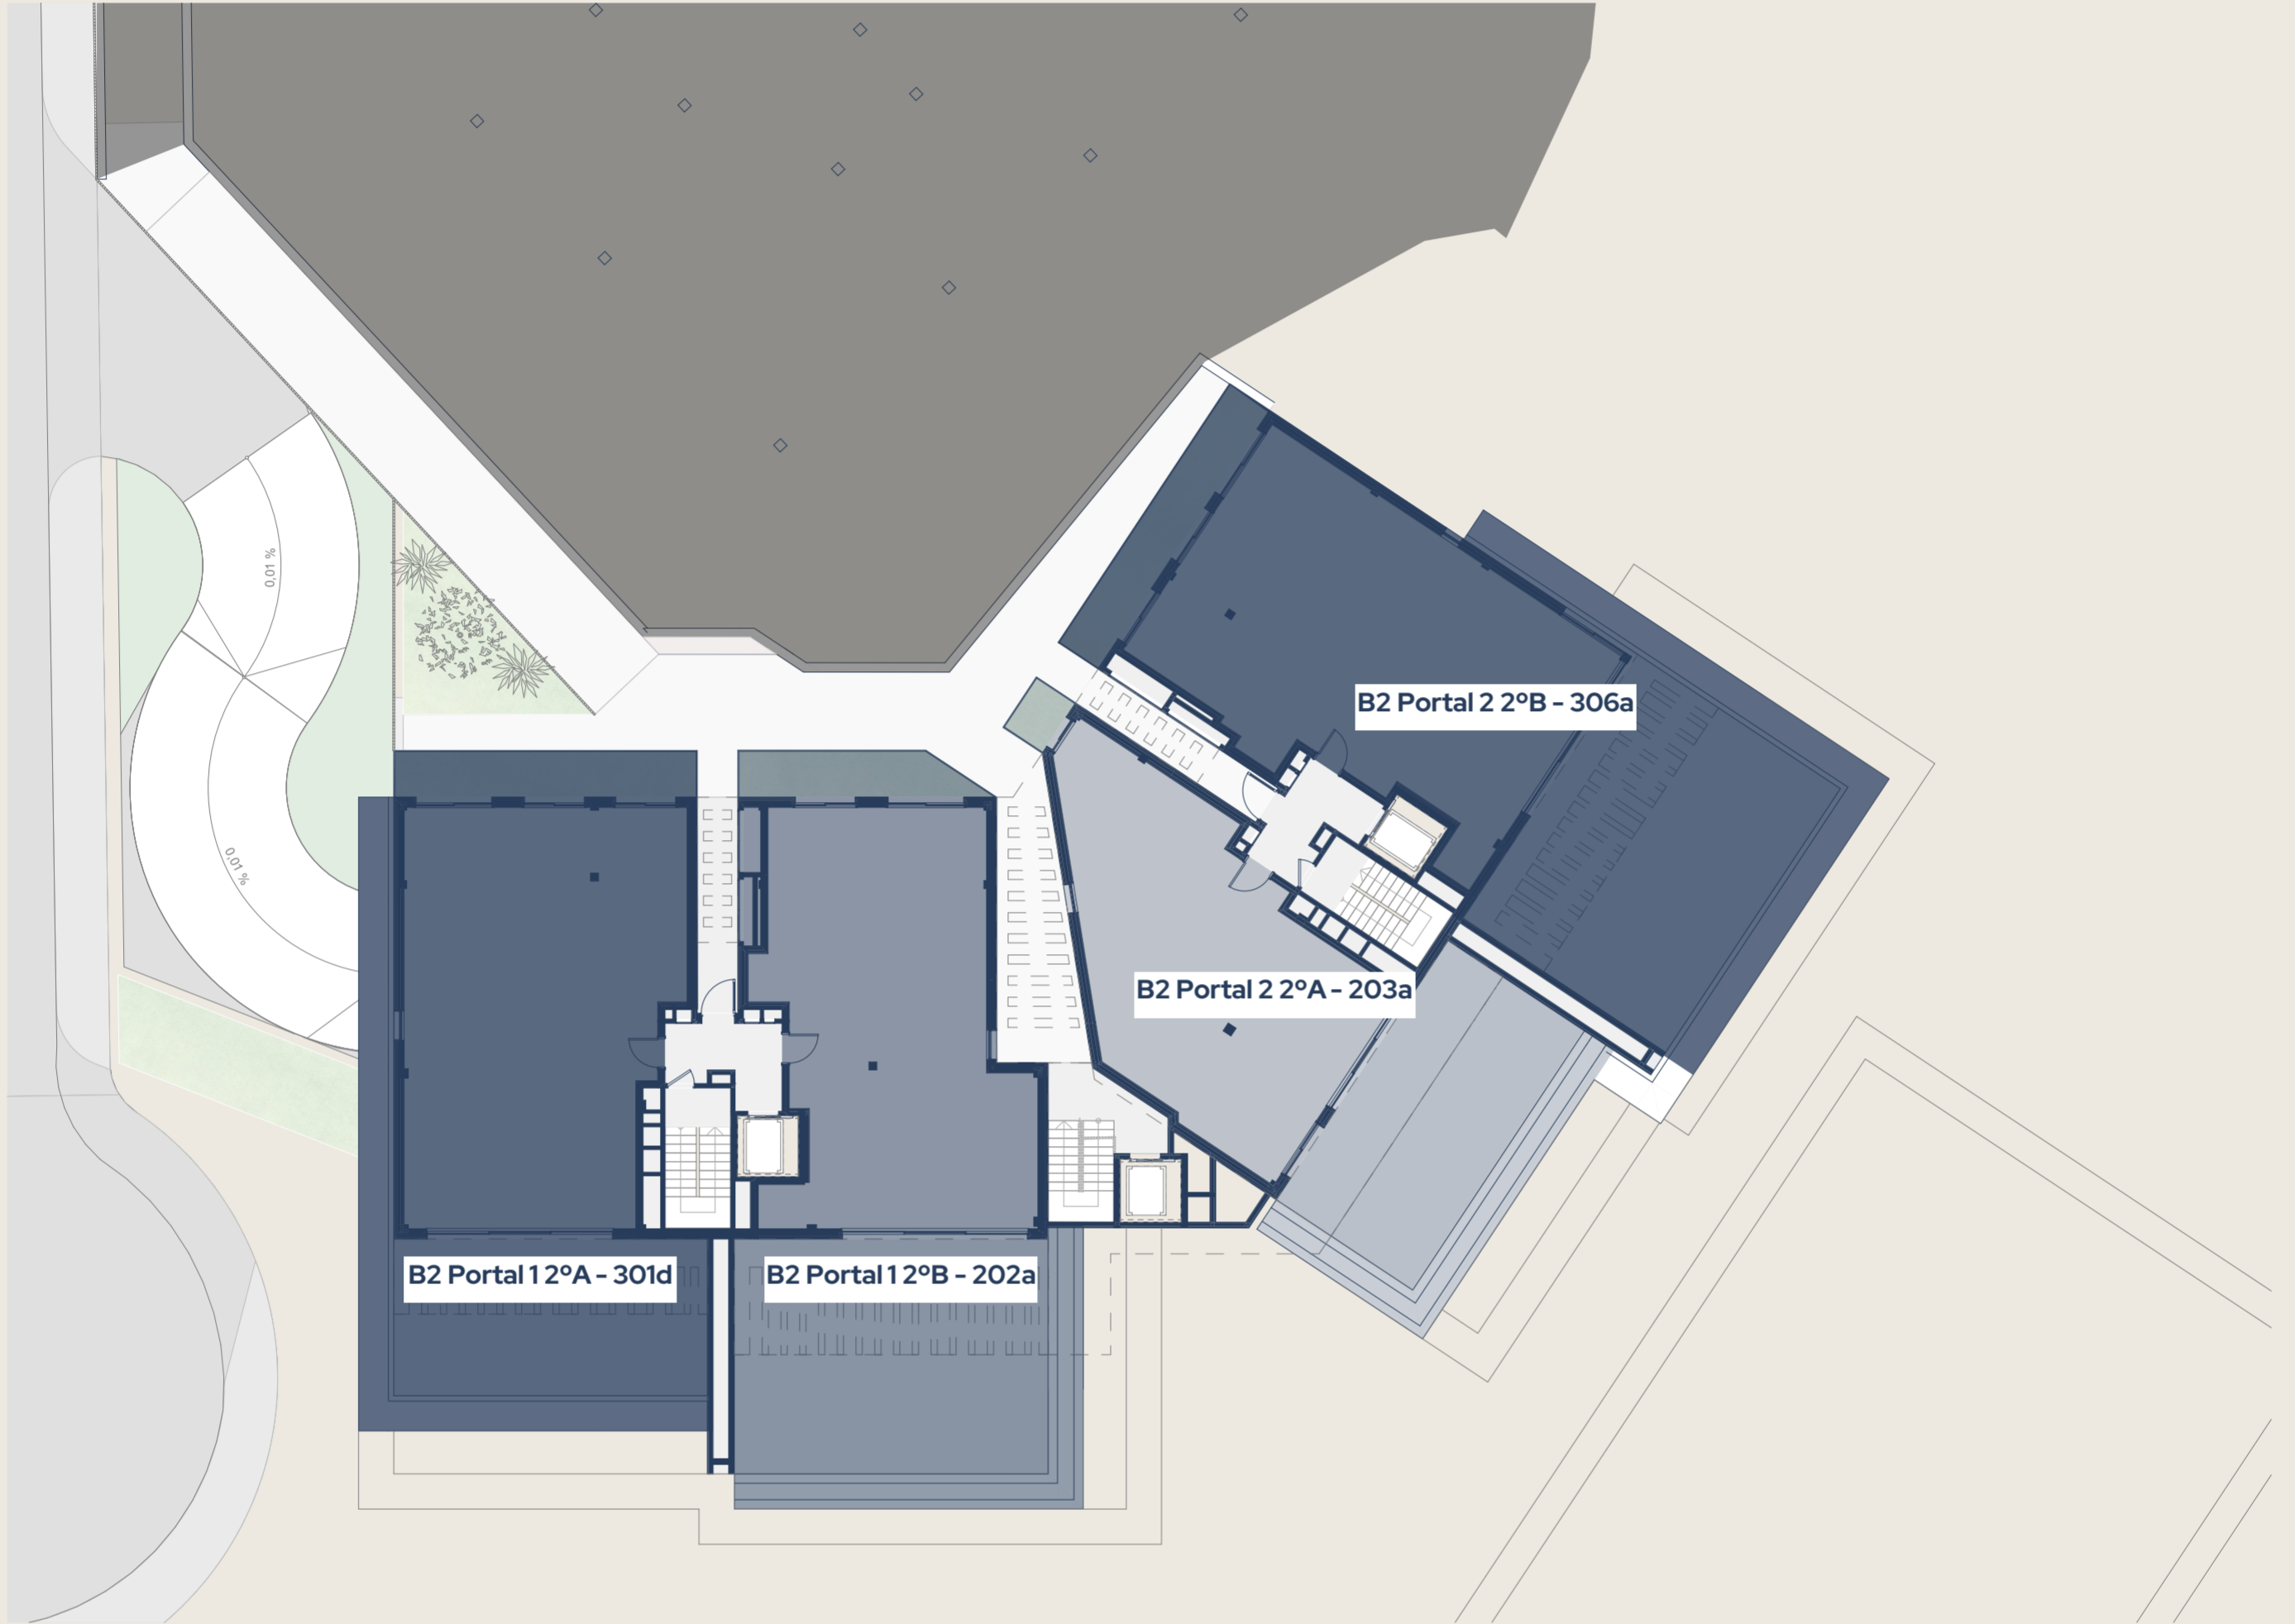 0,01 %
B2 Portal 2 2ºB - 306a
0,01 %
B2 Portal 2 2ºA - 203a
B2 Portal 1 2ºA - 301d
B2 Portal 1 2ºB - 202a